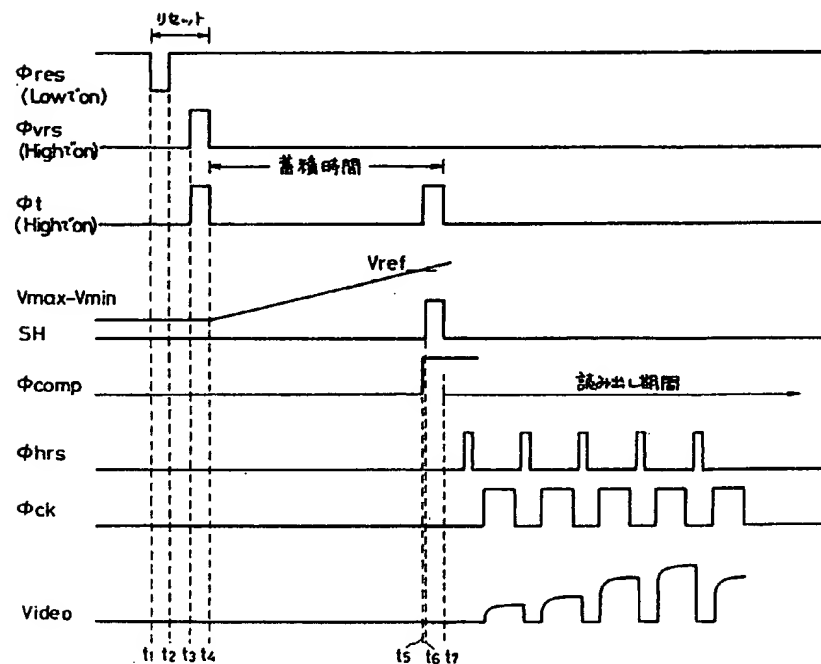 リセット
Φres
(Lowでon)
Φvrs
(Highでon)
蓄積時間
Φt
(Highでon)
Vref
Vmax-Vmin
SH
Φcomp
読み出し期間
Φhrs
Φck
Video
t1 t2 t3 t4 t5 t6 t7